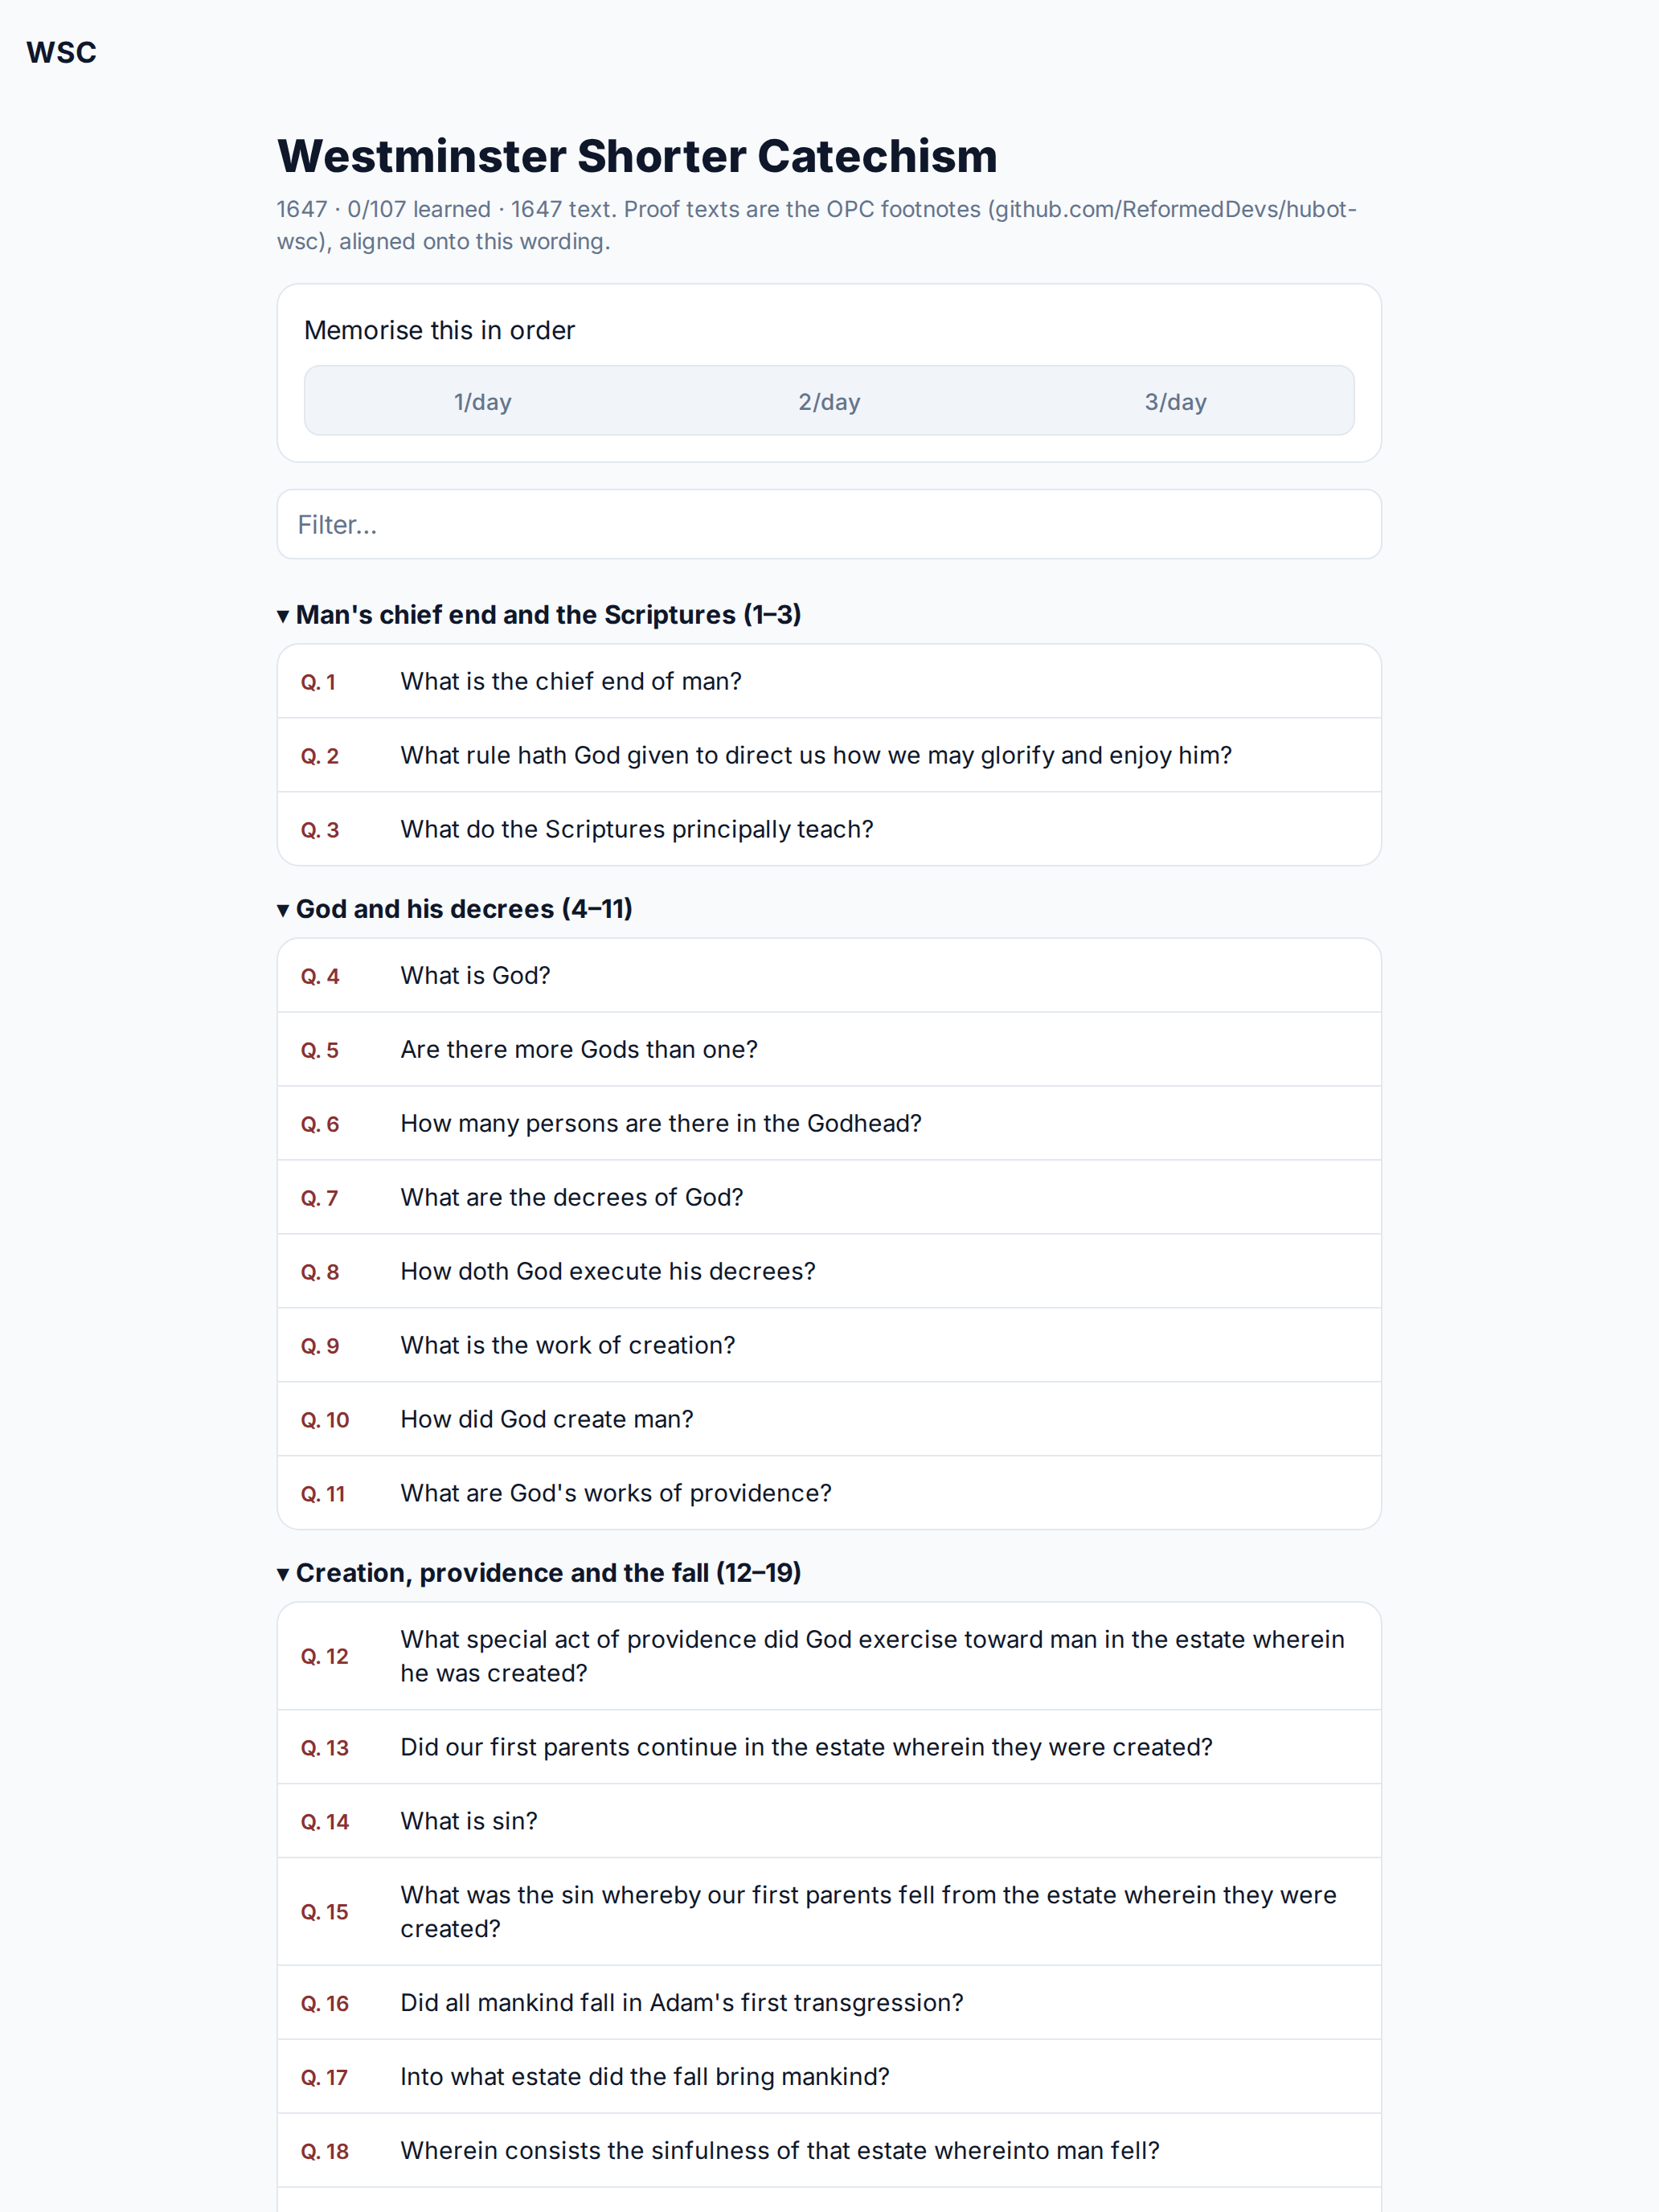 WSC
Westminster Shorter Catechism
1647 · 0/107 learned · 1647 text. Proof texts are the OPC footnotes (github.com/ReformedDevs/hubot-
wsc), aligned onto this wording.
Memorise this in order
1/day 2/day 3/day
Filter...
▾ Man's chief end and the Scriptures (1–3)
Q. 1 What is the chief end of man?
Q. 2 What rule hath God given to direct us how we may glorify and enjoy him?
Q. 3 What do the Scriptures principally teach?
▾ God and his decrees (4–11)
Q. 4 What is God?
Q. 5 Are there more Gods than one?
Q. 6 How many persons are there in the Godhead?
Q. 7 What are the decrees of God?
Q. 8 How doth God execute his decrees?
Q. 9 What is the work of creation?
Q. 10 How did God create man?
Q. 11 What are God's works of providence?
▾ Creation, providence and the fall (12–19)
Q. 12 What special act of providence did God exercise toward man in the estate wherein
he was created?
Q. 13 Did our first parents continue in the estate wherein they were created?
Q. 14 What is sin?
Q. 15 What was the sin whereby our first parents fell from the estate wherein they were
created?
Q. 16 Did all mankind fall in Adam's first transgression?
Q. 17 Into what estate did the fall bring mankind?
Q. 18 Wherein consists the sinfulness of that estate whereinto man fell?